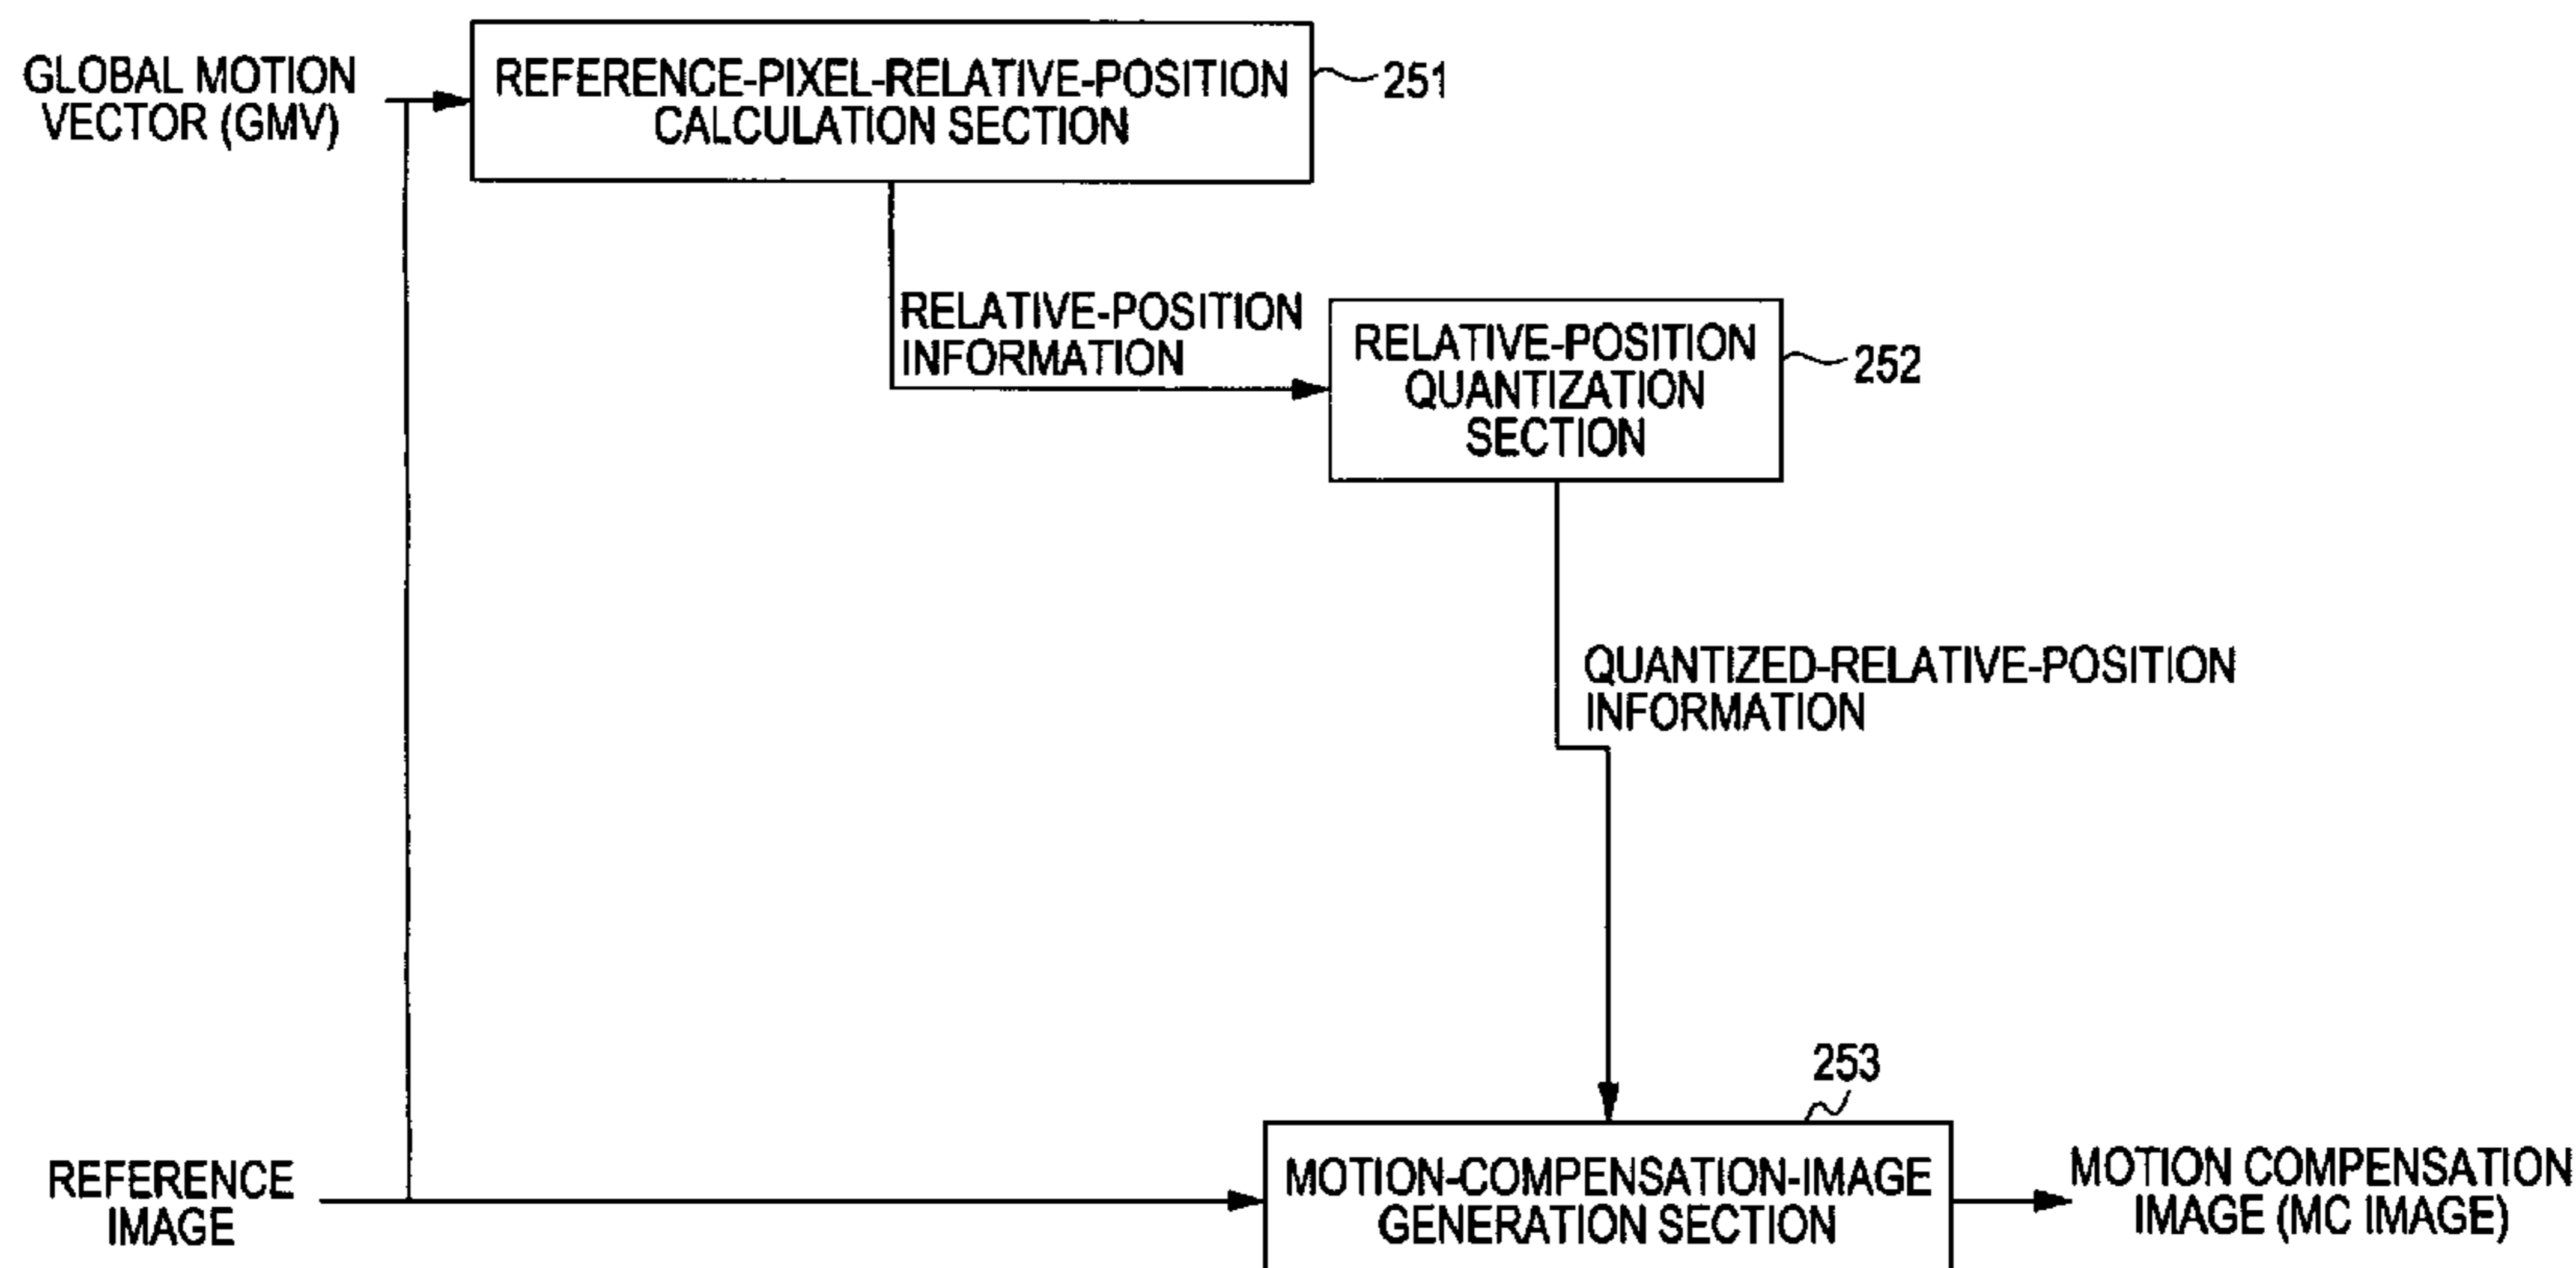 GLOBAL MOTION
VECTOR (GMV)
REFERENCE-PIXEL-RELATIVE-POSITION
CALCULATION SECTION
251
RELATIVE-POSITION
INFORMATION
RELATIVE-POSITION
QUANTIZATION
SECTION
252
QUANTIZED-RELATIVE-POSITION
INFORMATION
253
REFERENCE
IMAGE
MOTION-COMPENSATION-IMAGE
GENERATION SECTION
MOTION COMPENSATION
IMAGE (MC IMAGE)